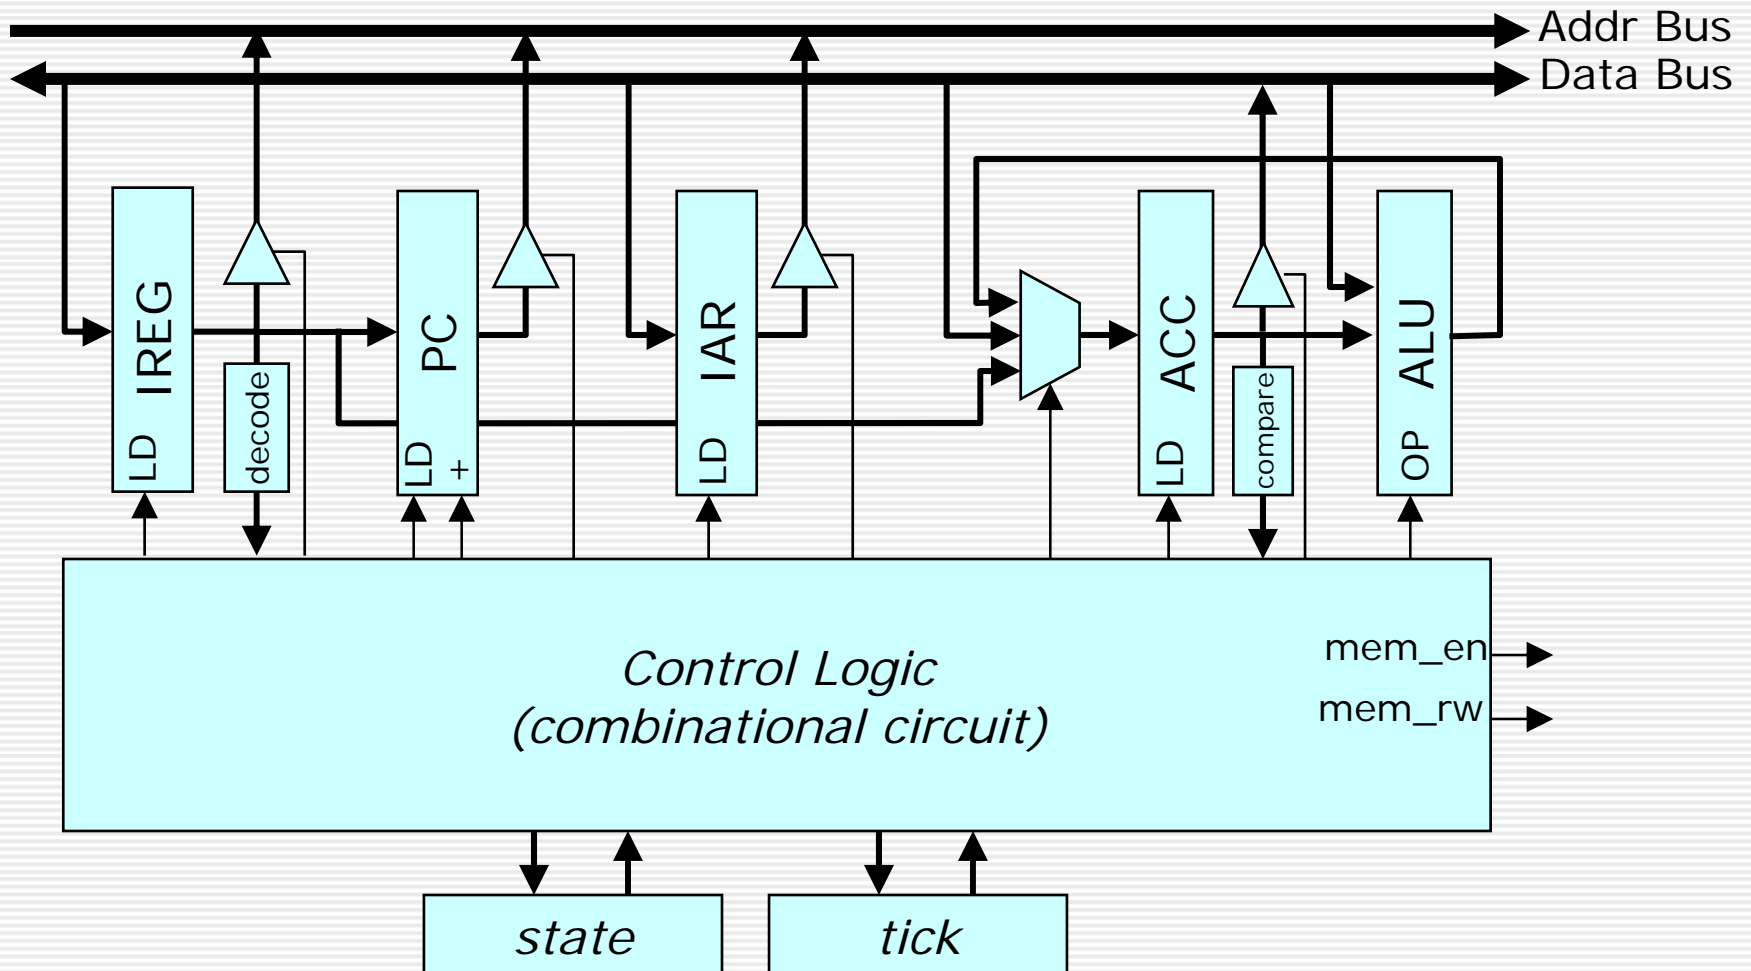 Addr Bus
Data Bus
IREG
LD
decode
PC
LD
+
IAR
LD
ACC
LD
compare
ALU
OP
Control Logic
(combinational circuit)
mem_en
mem_rw
state
tick